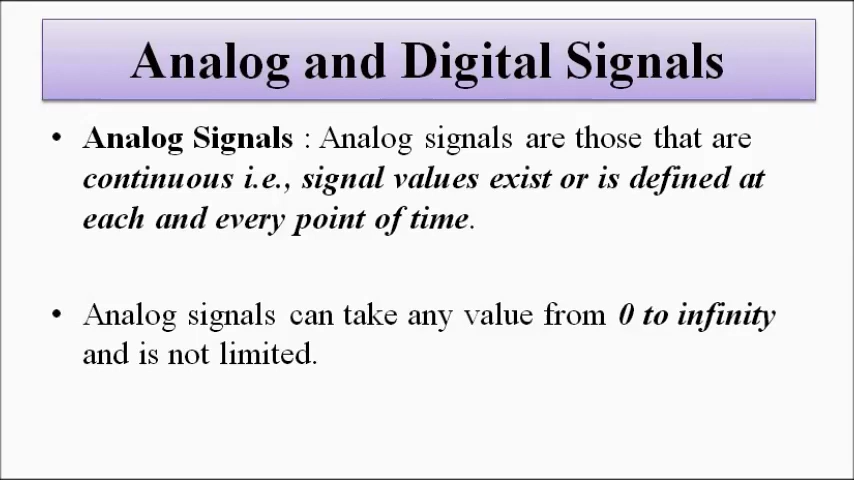 Analog and Digital Signals
• Analog Signals : Analog signals are those that are
continuous i.e., signal values exist or is defined at
each and every point of time.
• Analog signals can take any value from 0 to infinity
and is not limited.